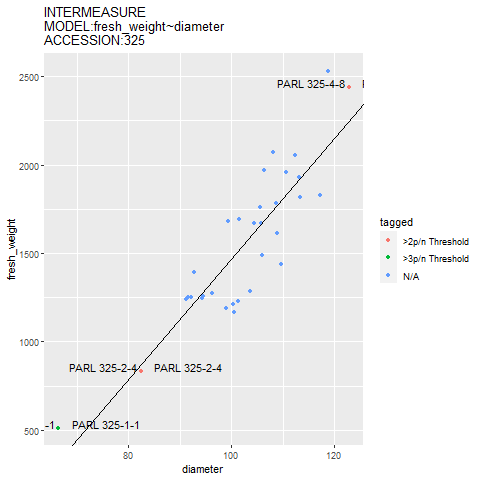 INTERMEASURE
MODEL:fresh_weight~diameter
ACCESSION:325
2500
PARL 325-4-8
2000
tagged
>2p/n Threshold
fresh_weight
1500
>3p/n Threshold
N/A
1000
PARL 325-2-4 PARL 325-2-4
-1 PARL 325-1-1
500
80 100 120
diameter